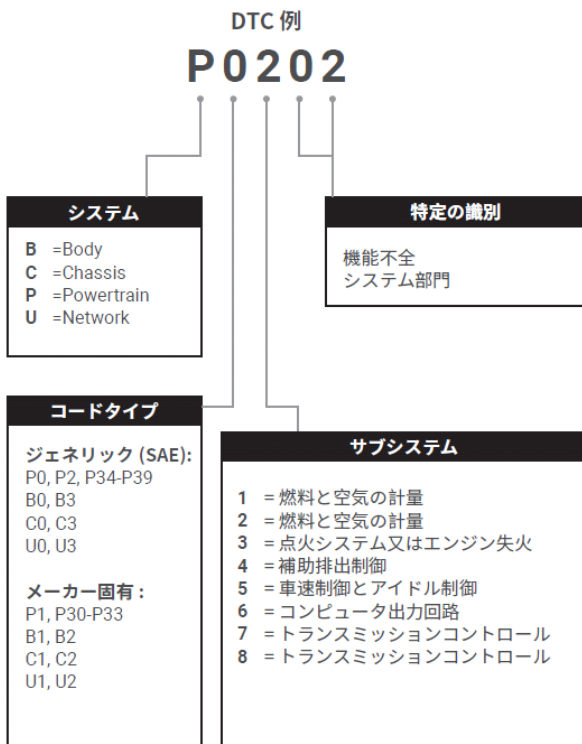 DTC 例
P0202
システム
B =Body
C =Chassis
P =Powertrain
U =Network
特定の識別
機能不全
システム部門
コードタイプ
ジェネリック (SAE):
P0, P2, P34-P39
B0, B3
C0, C3
U0, U3
メーカー固有 :
P1, P30-P33
B1, B2
C1, C2
U1, U2
サブシステム
1 = 燃料と空気の計量
2 = 燃料と空気の計量
3 = 点火システム又はエンジン失火
4 = 補助排出制御
5 = 車速制御とアイドル制御
6 = コンピュータ出力回路
7 = トランスミッションコントロール
8 = トランスミッションコントロール